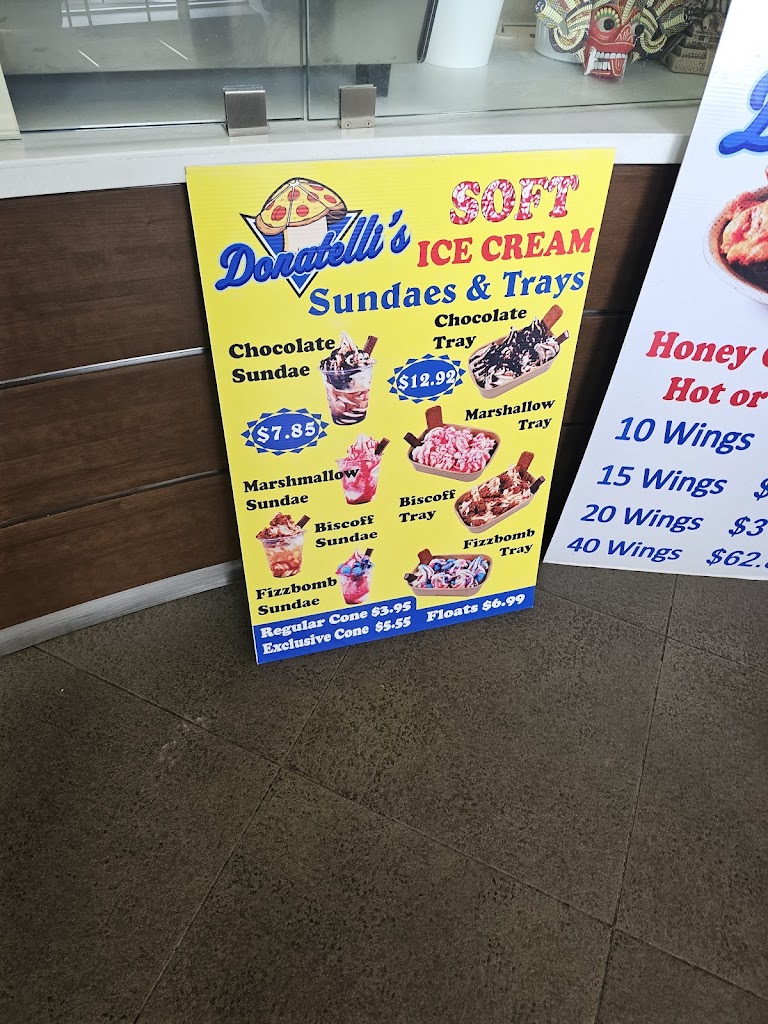 Donatelli's
SOFT
ICE CREAM
Sundaes & Trays
Chocolate
Sundae
$7.85
Chocolate
Tray
$12.92
Marshallow
Tray
Marshmallow
Sundae
Biscoff
Sundae
Biscoff
Tray
Fizzbomb
Sundae
Fizzbomb
Tray
Regular Cone $3.95
Exclusive Cone $5.55
Floats $6.99
Honey
Hot or
10 Wings
15 Wings $
20 Wings $3
40 Wings $62.